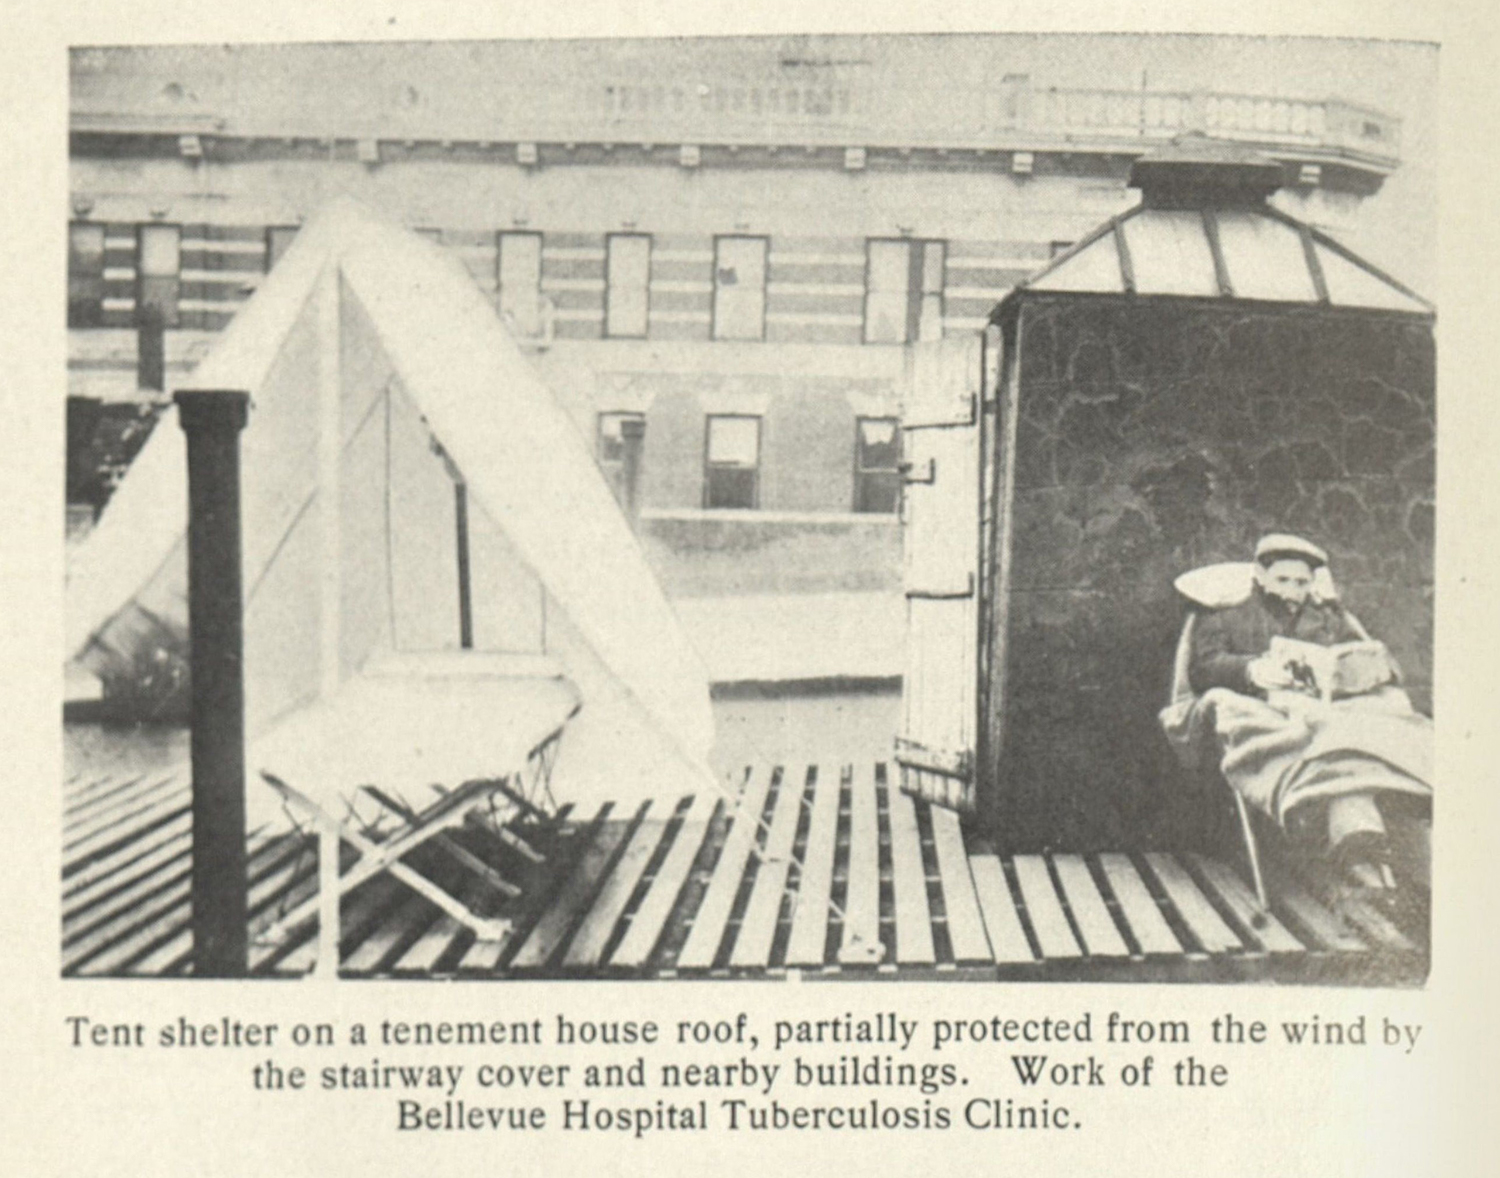 Tent shelter on a tenement house roof, partially protected from the wind by
the stairway cover and nearby buildings. Work of the
Bellevue Hospital Tuberculosis Clinic.